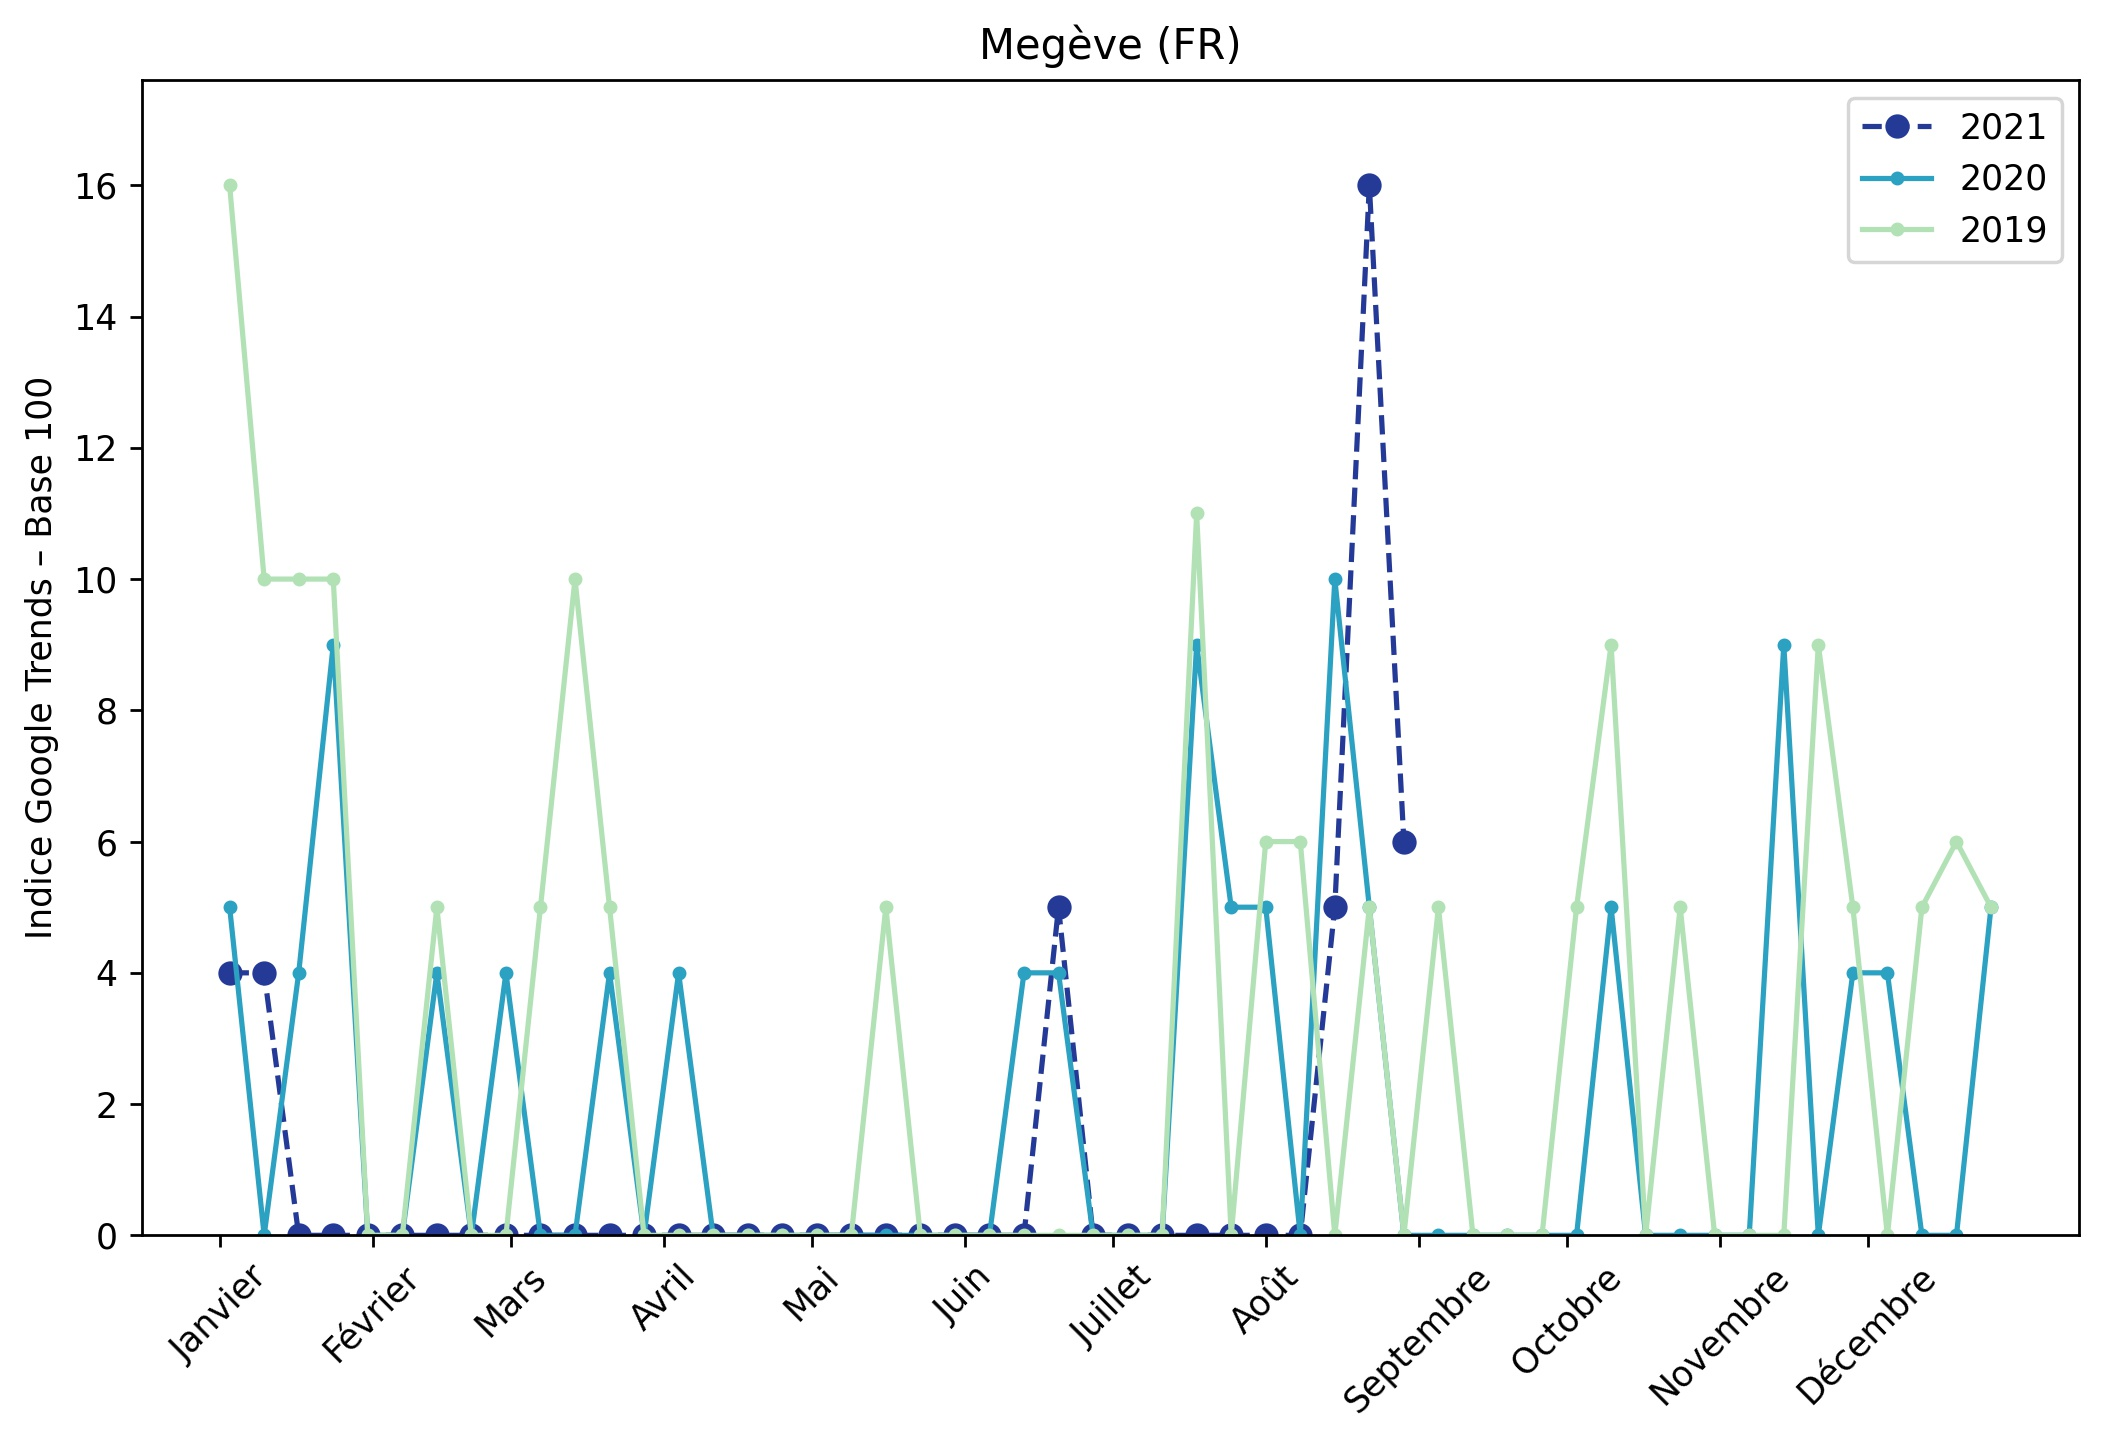 Megève (FR)
2021
2020
2019
Indice Google Trends – Base 100
16
14
12
10
8
6
4
2
0
Janvier
Février
Mars
Avril
Mai
Juin
Juillet
Août
Septembre
Octobre
Novembre
Décembre